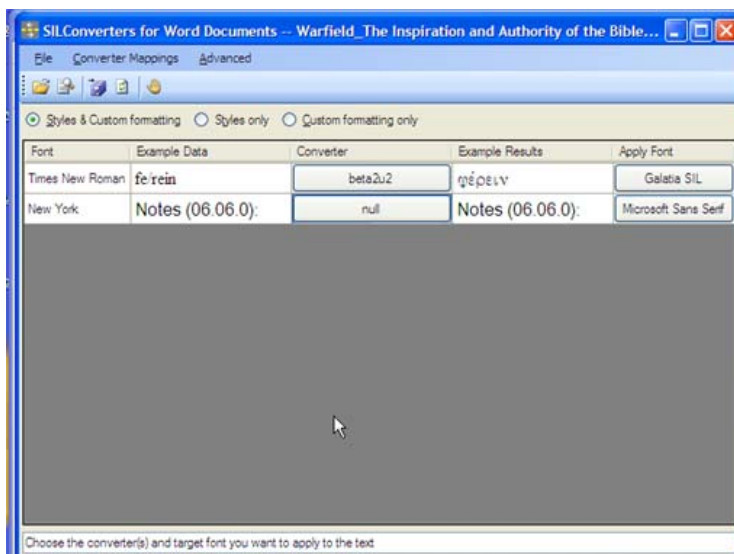 SILConverters for Word Documents -- Warfield_The Inspiration and Authority of the Bible...
File Converter Mappings Advanced
Styles & Custom formatting Styles only Custom formatting only
Font Example Data Converter Example Results Apply Font
Times New Roman fe/rein beta2u2 φέρειν Galatia SIL
New York Notes (06.06.0): null Notes (06.06.0): Microsoft Sans Serif
Choose the converter(s) and target font you want to apply to the text